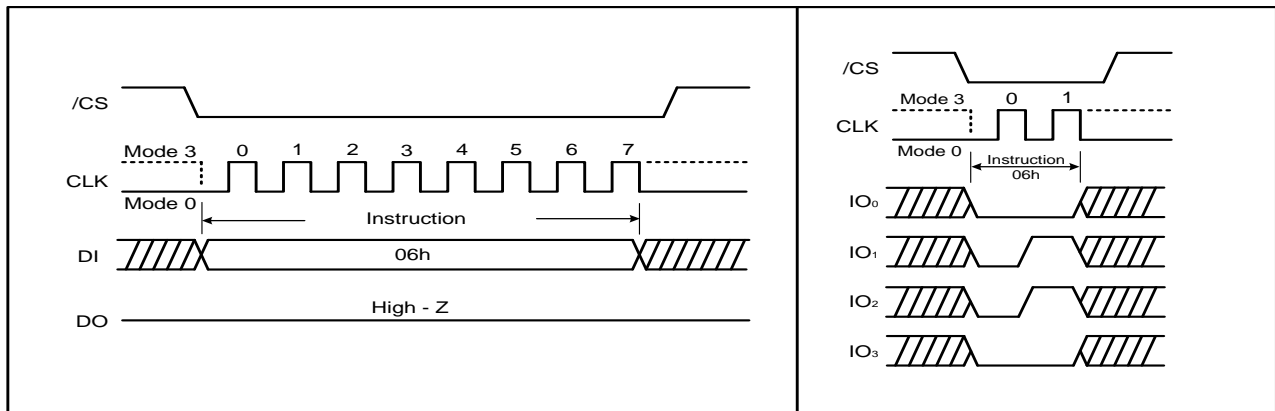 /CS
Mode 3 0 1 2 3 4 5 6 7
CLK
Mode 0
Instruction
DI 06h
High - Z
DO
/CS
Mode 3 0 1
CLK
Mode 0 Instruction
06h
IO₀
IO₁
IO₂
IO₃